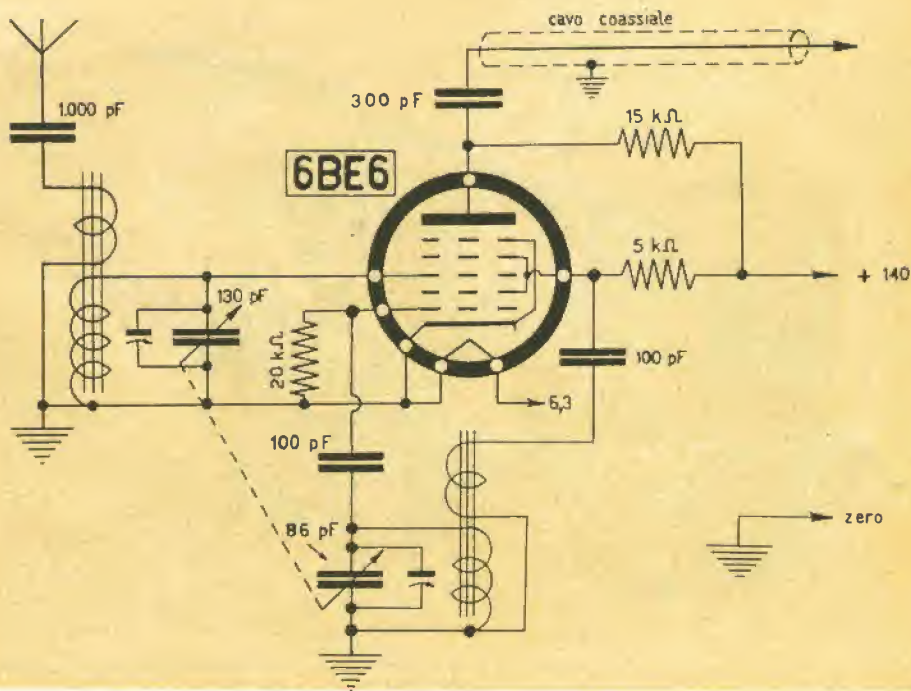 cavo coassiale
1.000 pF
300 pF
15 kΩ
6BE6
5 kΩ
+ 140
130 pF
20 kΩ
100 pF
6,3
100 pF
86 pF
zero